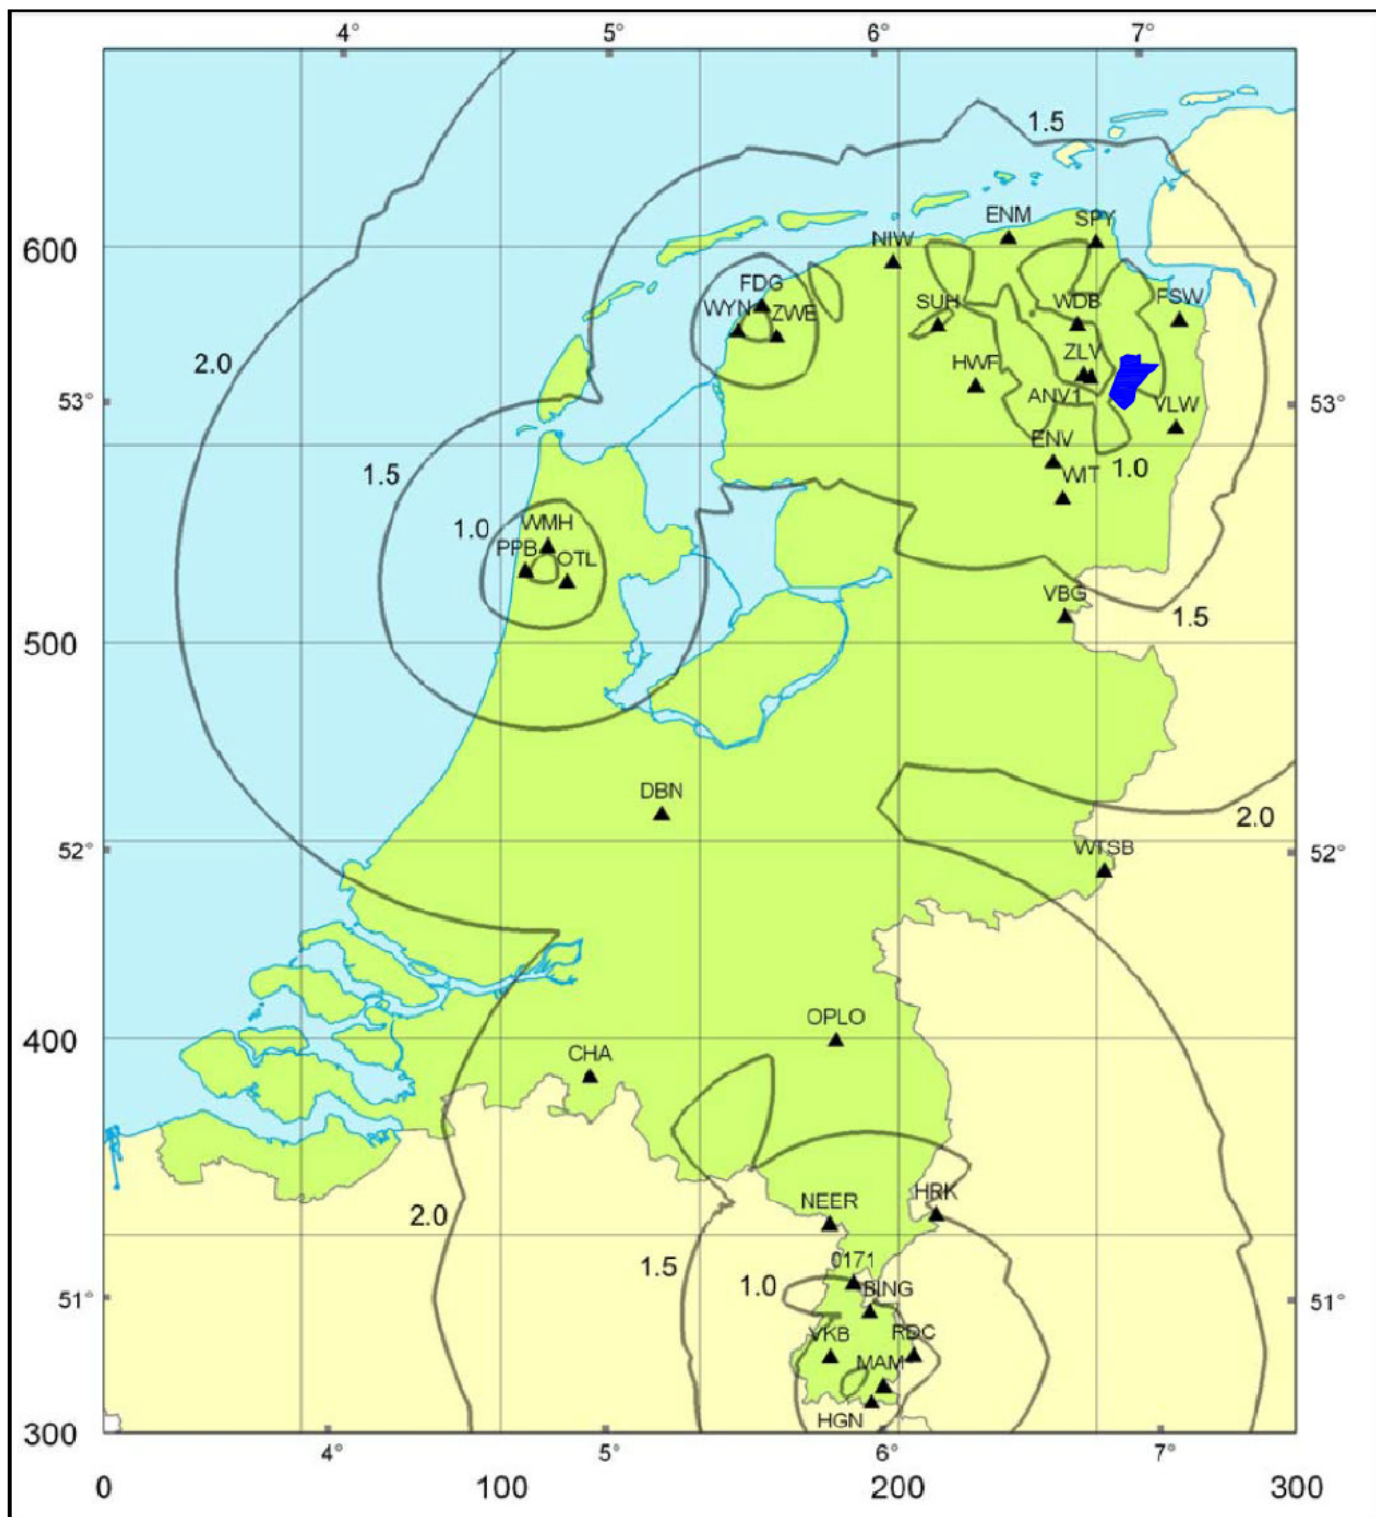 4° 5° 6° 7°
1.5
ENM
SPY
600
NIW
FDG
WYN
ZWE
SUH
WDB
FSW
2.0
HWF
ZLV
53°
ANV1
VLW
53°
ENV
1.5
1.0
WIT
1.0
WMH
PPB
OTL
VBG
1.5
500
DBN
2.0
52°
WTSB
52°
OPLO
400
CHA
HRK
NEER
2.0
0171
1.5
1.0
BING
51°
51°
VKB
RDC
MAM
HGN
300
4° 5° 6° 7°
0 100 200 300